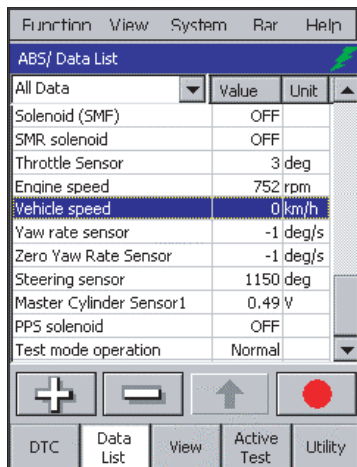 Function View System Bar Help
ABS/ Data List
All Data Value Unit
Solenoid (SMF) OFF
SMR solenoid OFF
Throttle Sensor 3 deg
Engine speed 752 rpm
Vehicle speed 0 km/h
Yaw rate sensor -1 deg/s
Zero Yaw Rate Sensor -1 deg/s
Steering sensor 1150 deg
Master Cylinder Sensor1 0.49 V
PPS solenoid OFF
Test mode operation Normal
DTC Data List View Active Test Utility